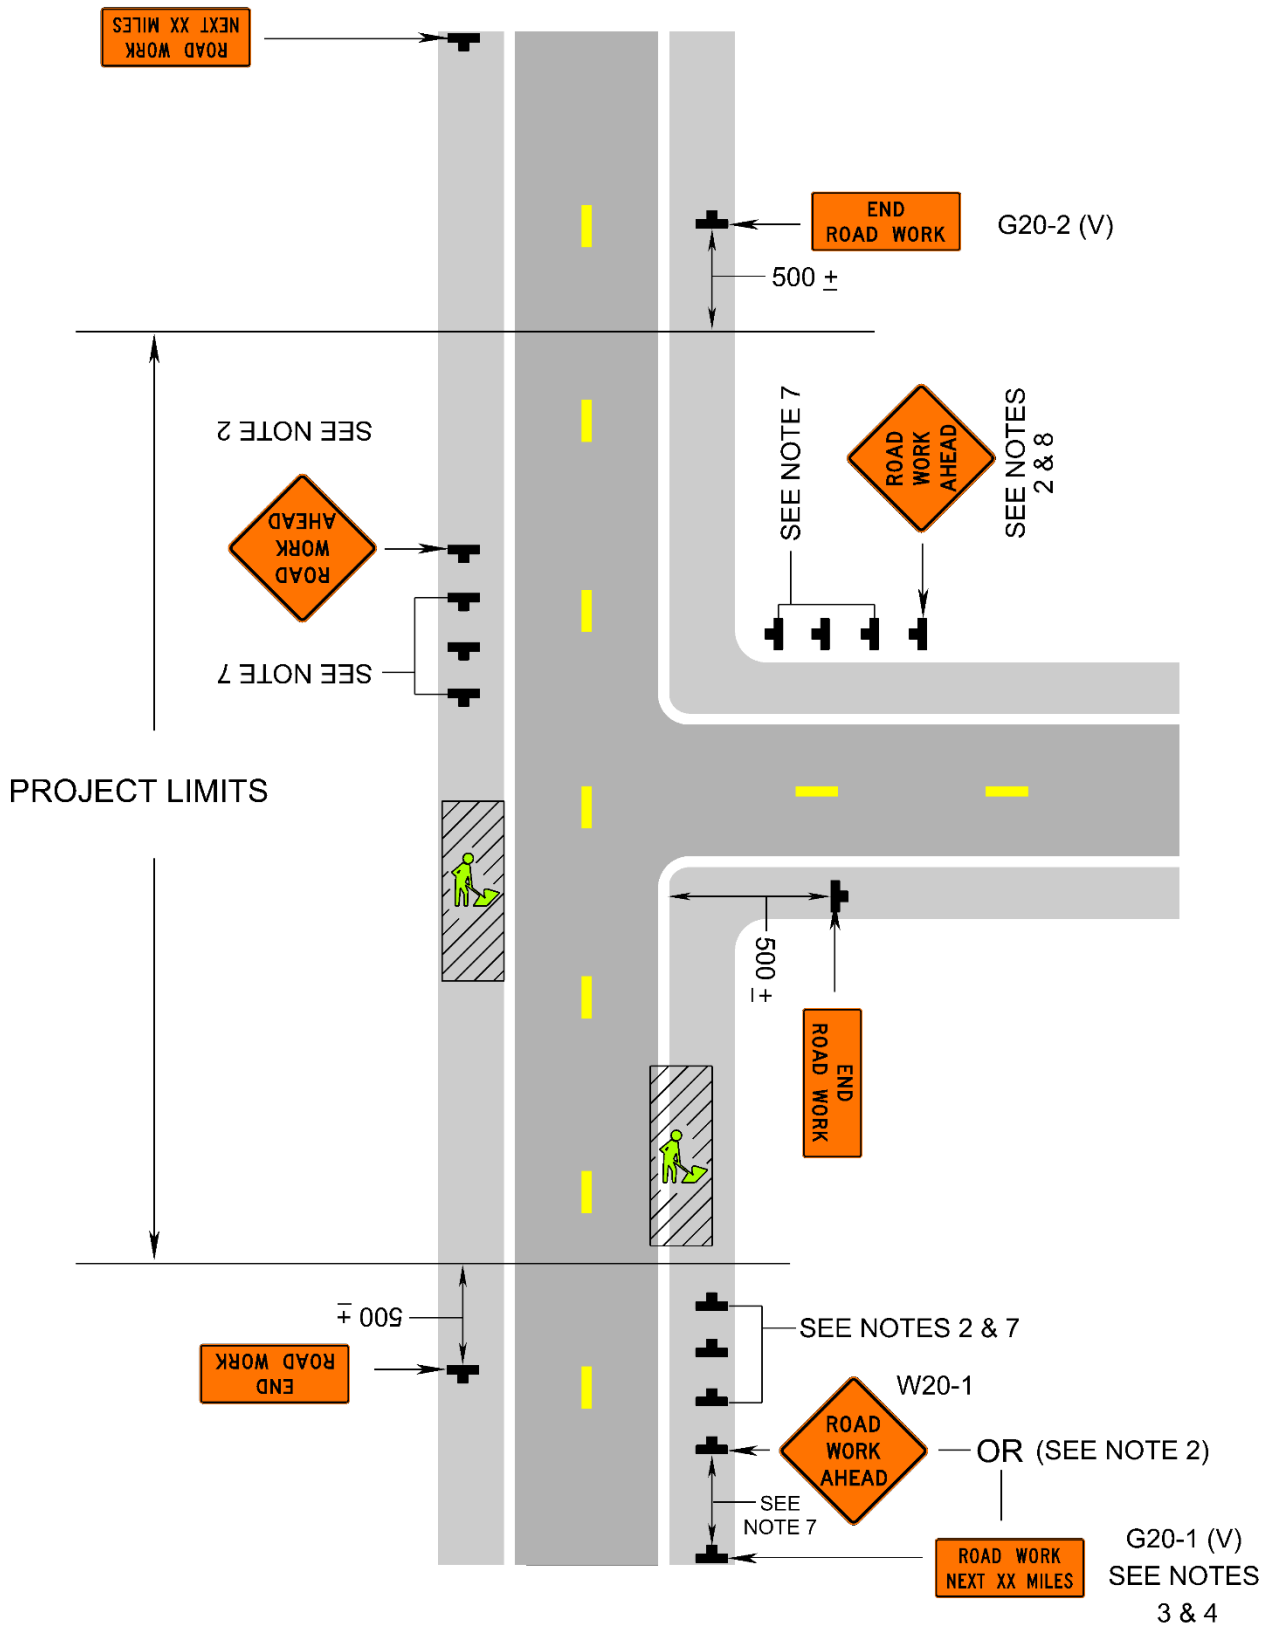 ROAD WORK
NEXT XX MILES
END
ROAD WORK
G20-2 (V)
500 ±
SEE NOTE 2
SEE NOTE 7
ROAD
WORK
AHEAD
SEE NOTES
2 & 8
ROAD
WORK
AHEAD
SEE NOTE 7
PROJECT LIMITS
500 ±
END
ROAD WORK
500 ±
SEE NOTES 2 & 7
END
ROAD WORK
W20-1
ROAD
WORK
AHEAD
OR (SEE NOTE 2)
SEE
NOTE 7
ROAD WORK
NEXT XX MILES
G20-1 (V)
SEE NOTES
3 & 4